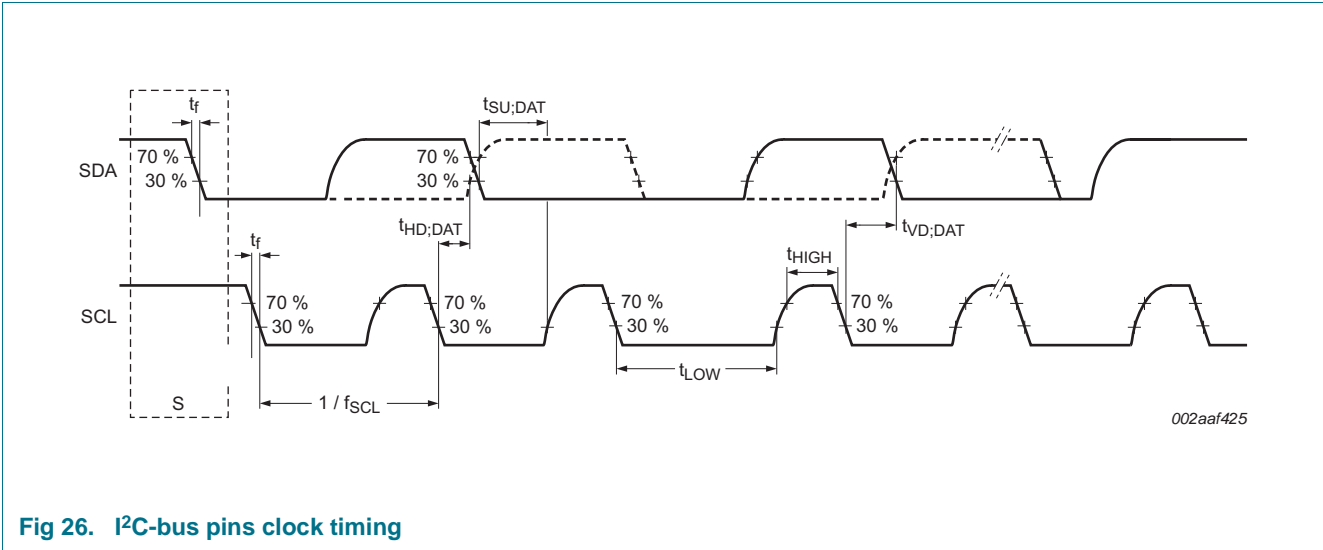 tf
tSU;DAT
70 %
30 %
70 %
30 %
SDA
tHD;DAT
tVD;DAT
tf
tHIGH
70 %
30 %
70 %
30 %
70 %
30 %
70 %
30 %
SCL
tLOW
S
1 / fSCL
002aaf425
Fig 26. I2C-bus pins clock timing